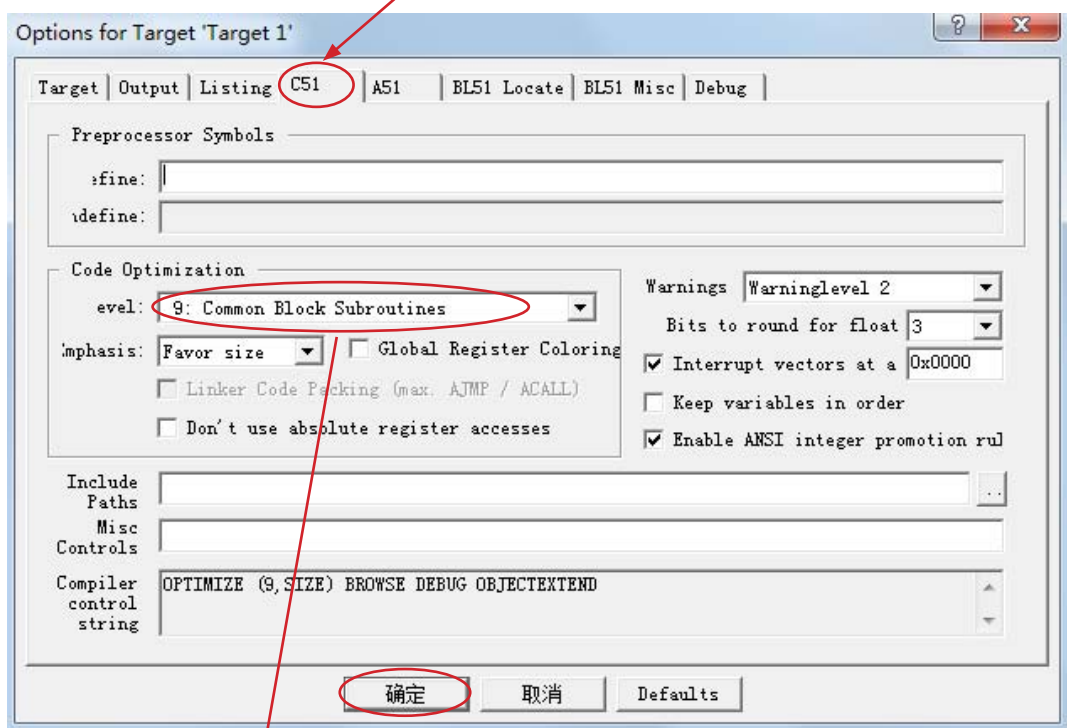 Options for Target 'Target 1'
Target Output Listing C51 A51 BL51 Locate BL51 Misc Debug
Preprocessor Symbols
efine:
define:
Code Optimization
evel: 9: Common Block Subroutines
Warnings Warninglevel 2
Bits to round for float 3
mphasis: Favor size Global Register Coloring
Interrupt vectors at a 0x0000
Linker Code Packing (max. AJMP / ACALL)
Keep variables in order
Don't use absolute register accesses
Enable ANSI integer promotion rul
Include Paths
..
Misc Controls
Compiler control string
OPTIMIZE (9,SIZE) BROWSE DEBUG OBJECTEXTEND
确定 取消 Defaults